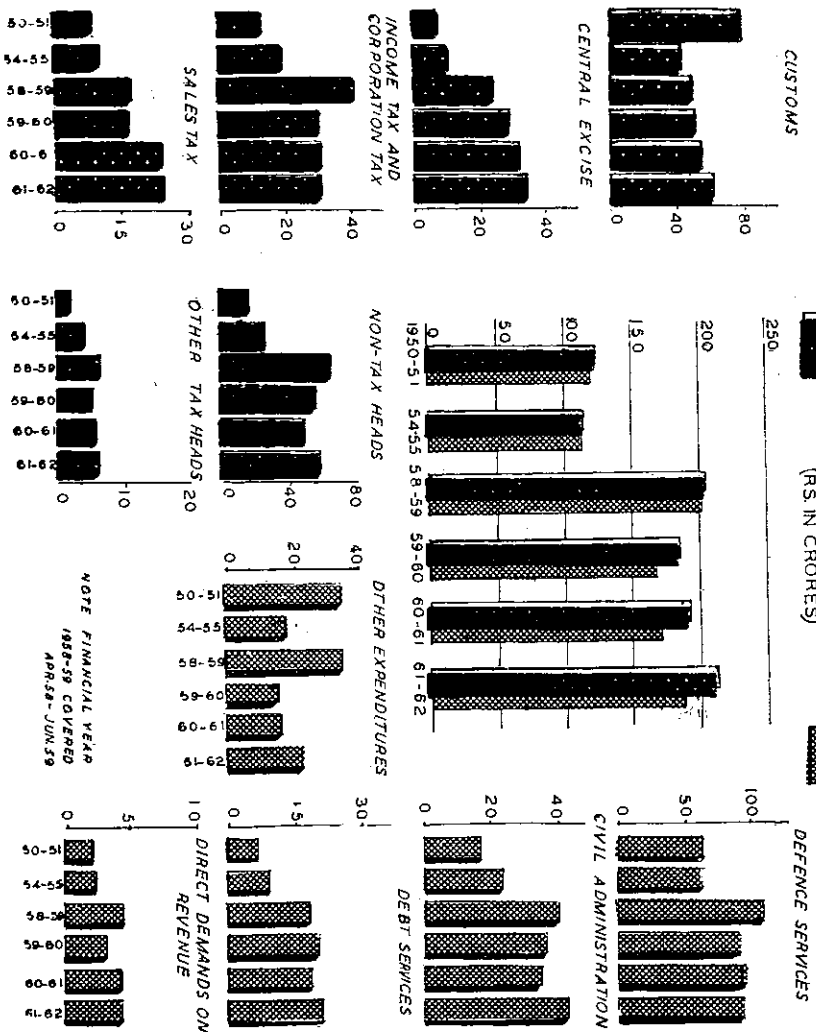 CUSTOMS
0 40 80
CENTRAL EXCISE
0 20 40
INCOME TAX AND
CORPORATION TAX
0 20 40
SALES TAX
0 15 30
50-51
54-55
58-59
59-60
60-6
61-62
(RS. IN CRORES)
250
200
150
100
50
0
1950-51
54-55
58-59
59-60
60-61
61-62
NON-TAX HEADS
0 40 80
OTHER TAX HEADS
0 10 20
50-51
54-55
58-59
59-60
60-61
61-62
OTHER EXPENDITURES
0 20 40
50-51
54-55
58-59
59-60
60-61
61-62
NOTE FINANCIAL YEAR
1958-59 COVERED
APR.58-JUN.59
DEFENCE SERVICES
0 50 100
CIVIL ADMINISTRATION
0 20 40
DEBT SERVICES
0 15 30
DIRECT DEMANDS ON
REVENUE
0 5 10
50-51
54-55
58-59
59-60
60-61
61-62